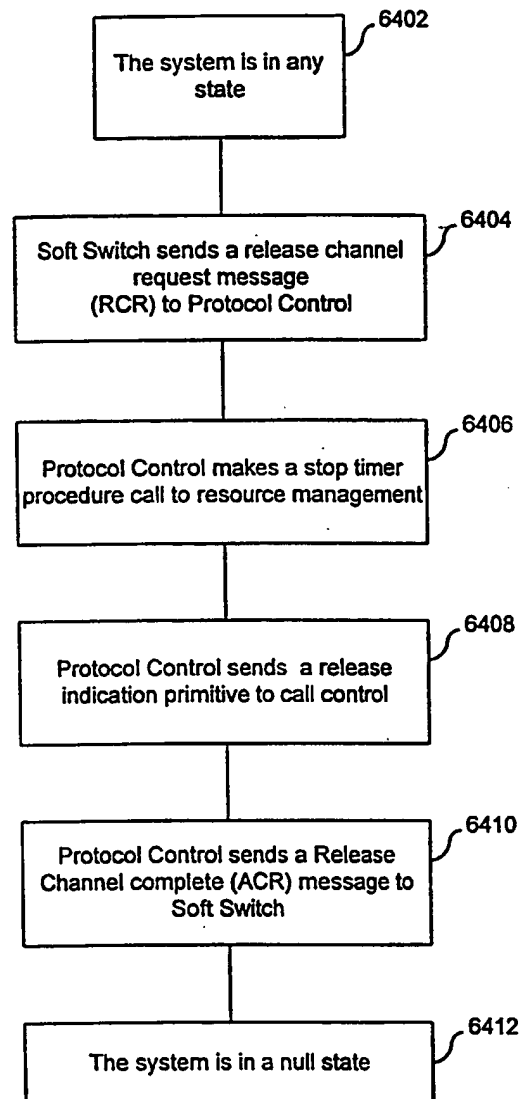 6402
The system is in any
state
6404
Soft Switch sends a release channel
request message
(RCR) to Protocol Control
6406
Protocol Control makes a stop timer
procedure call to resource management
6408
Protocol Control sends a release
indication primitive to call control
6410
Protocol Control sends a Release
Channel complete (ACR) message to
Soft Switch
6412
The system is in a null state